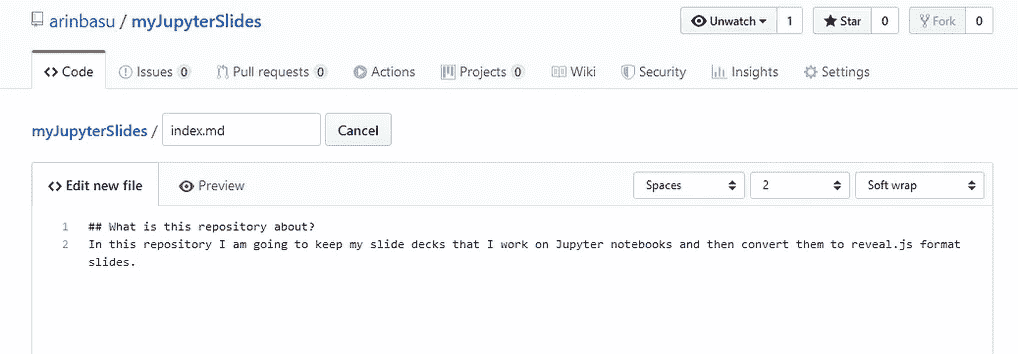 arinbasu / myJupyterSlides
Unwatch 1 Star 0 Fork 0
Code Issues 0 Pull requests 0 Actions Projects 0 Wiki Security Insights Settings
myJupyterSlides / index.md Cancel
Edit new file Preview Spaces 2 Soft wrap
1 ## What is this repository about?
2 In this repository I am going to keep my slide decks that I work on Jupyter notebooks and then convert them to reveal.js format
slides.